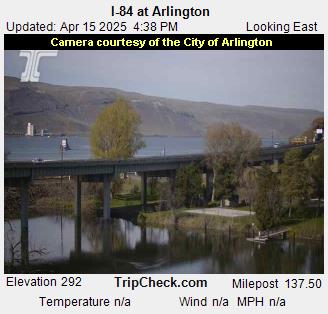 I-84 at Arlington
Updated: Apr 15 2025 4:38 PM Looking East
Camera courtesy of the City of Arlington
Elevation 292 TripCheck.com Milepost 137.50
Temperature n/a Wind n/a MPH n/a